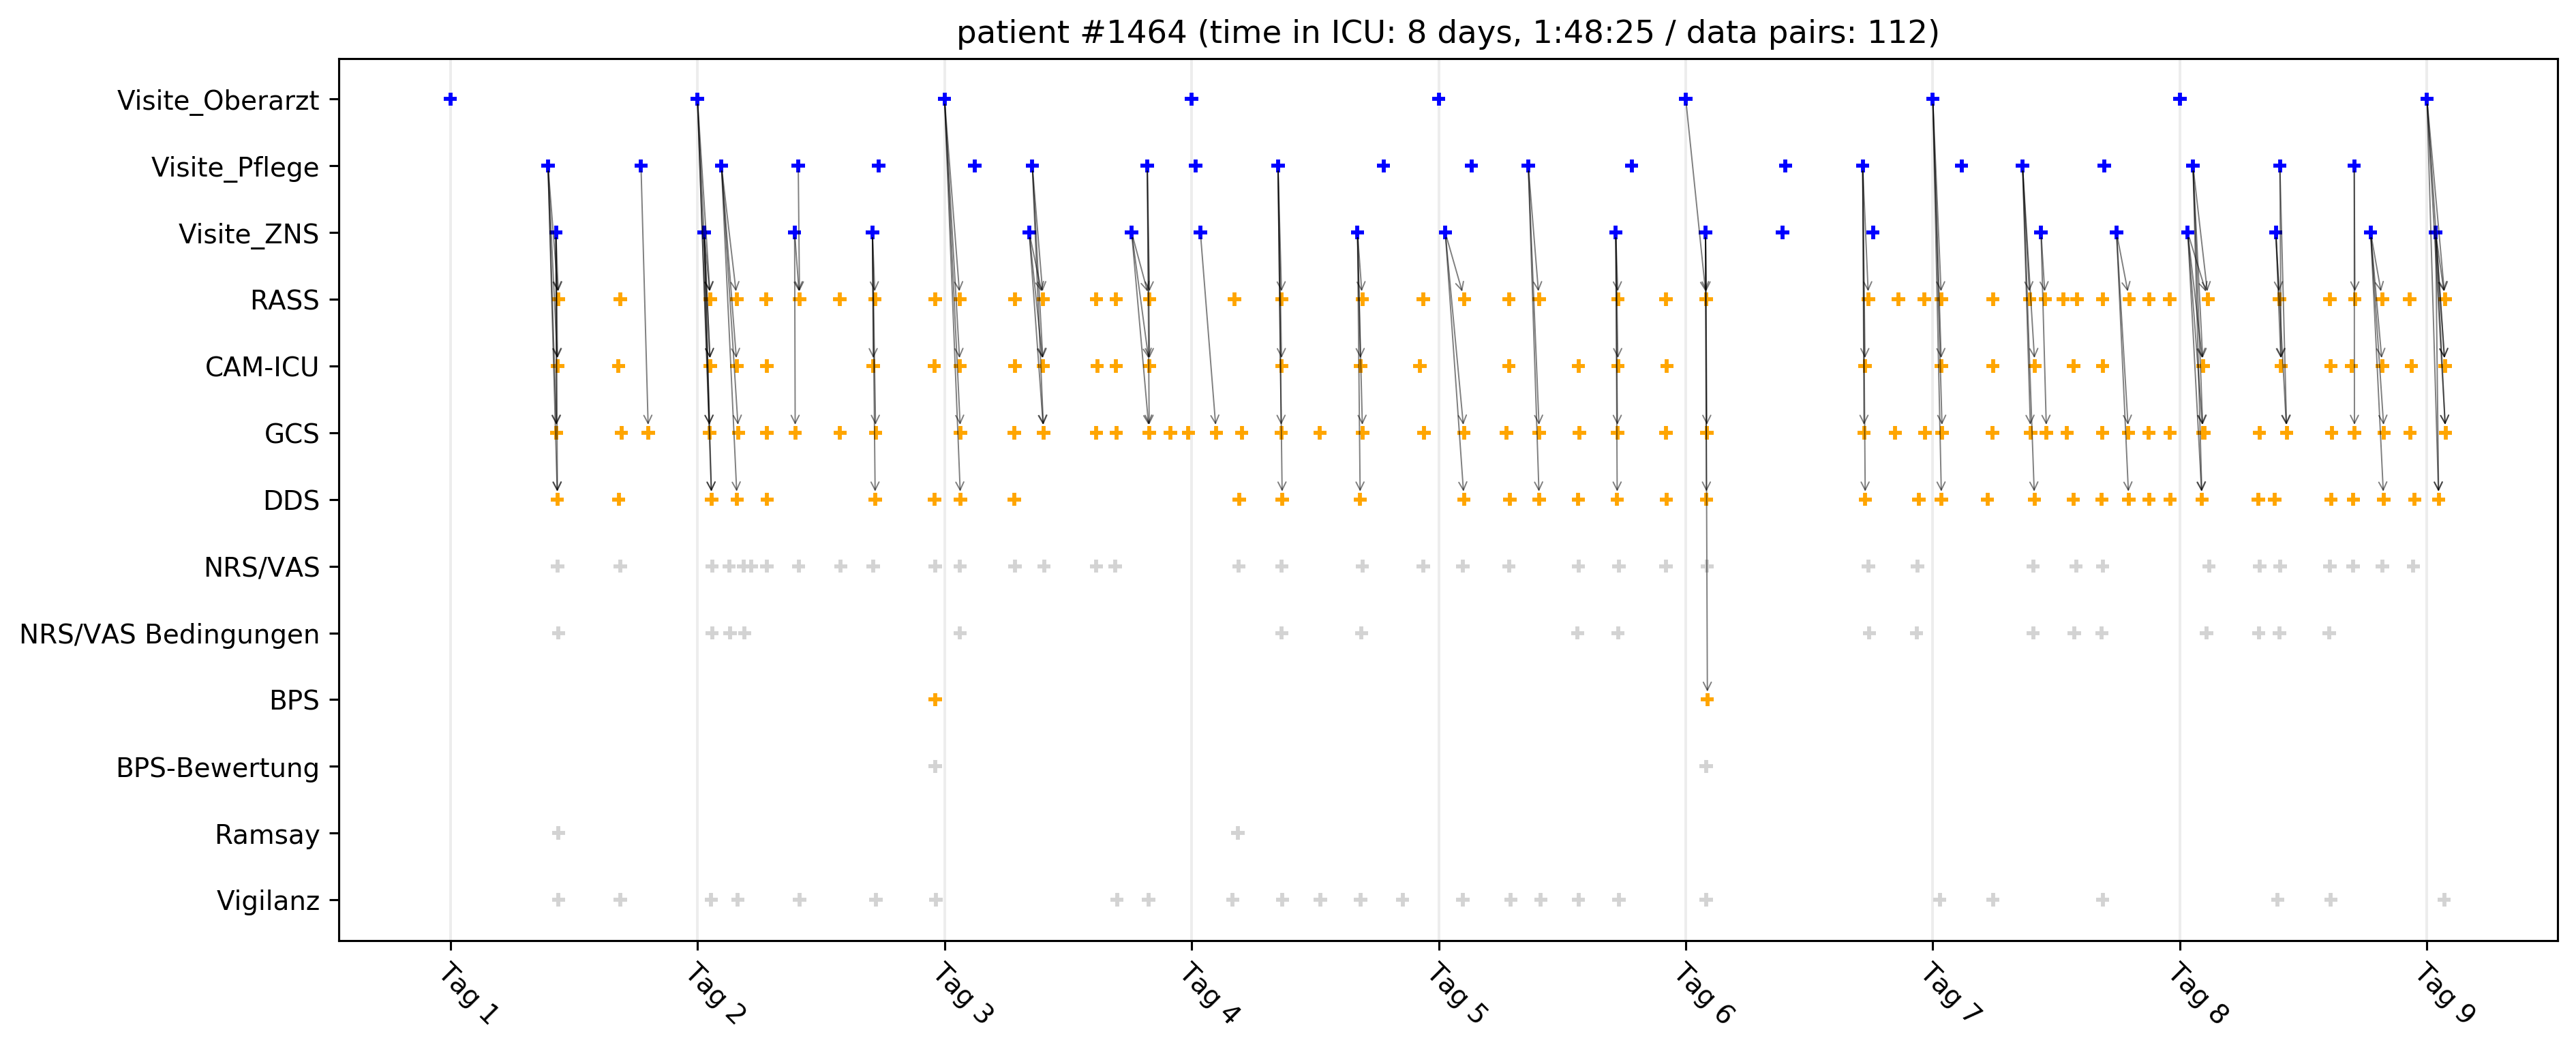 patient #1464 (time in ICU: 8 days, 1:48:25 / data pairs: 112)
Visite_Oberarzt
Visite_Pflege
Visite_ZNS
RASS
CAM-ICU
GCS
DDS
NRS/VAS
NRS/VAS Bedingungen
BPS
BPS-Bewertung
Ramsay
Vigilanz
Tag 1
Tag 2
Tag 3
Tag 4
Tag 5
Tag 6
Tag 7
Tag 8
Tag 9